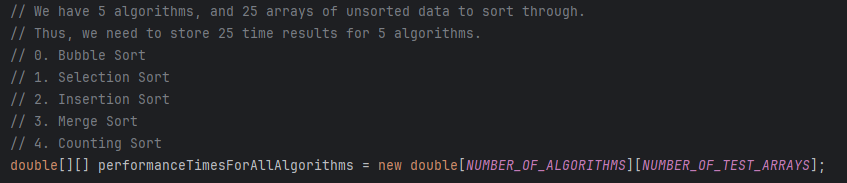 // We have 5 algorithms, and 25 arrays of unsorted data to sort through.
// Thus, we need to store 25 time results for 5 algorithms.
// 0. Bubble Sort
// 1. Selection Sort
// 2. Insertion Sort
// 3. Merge Sort
// 4. Counting Sort
double[][] performanceTimesForAllAlgorithms = new double[NUMBER_OF_ALGORITHMS][NUMBER_OF_TEST_ARRAYS];